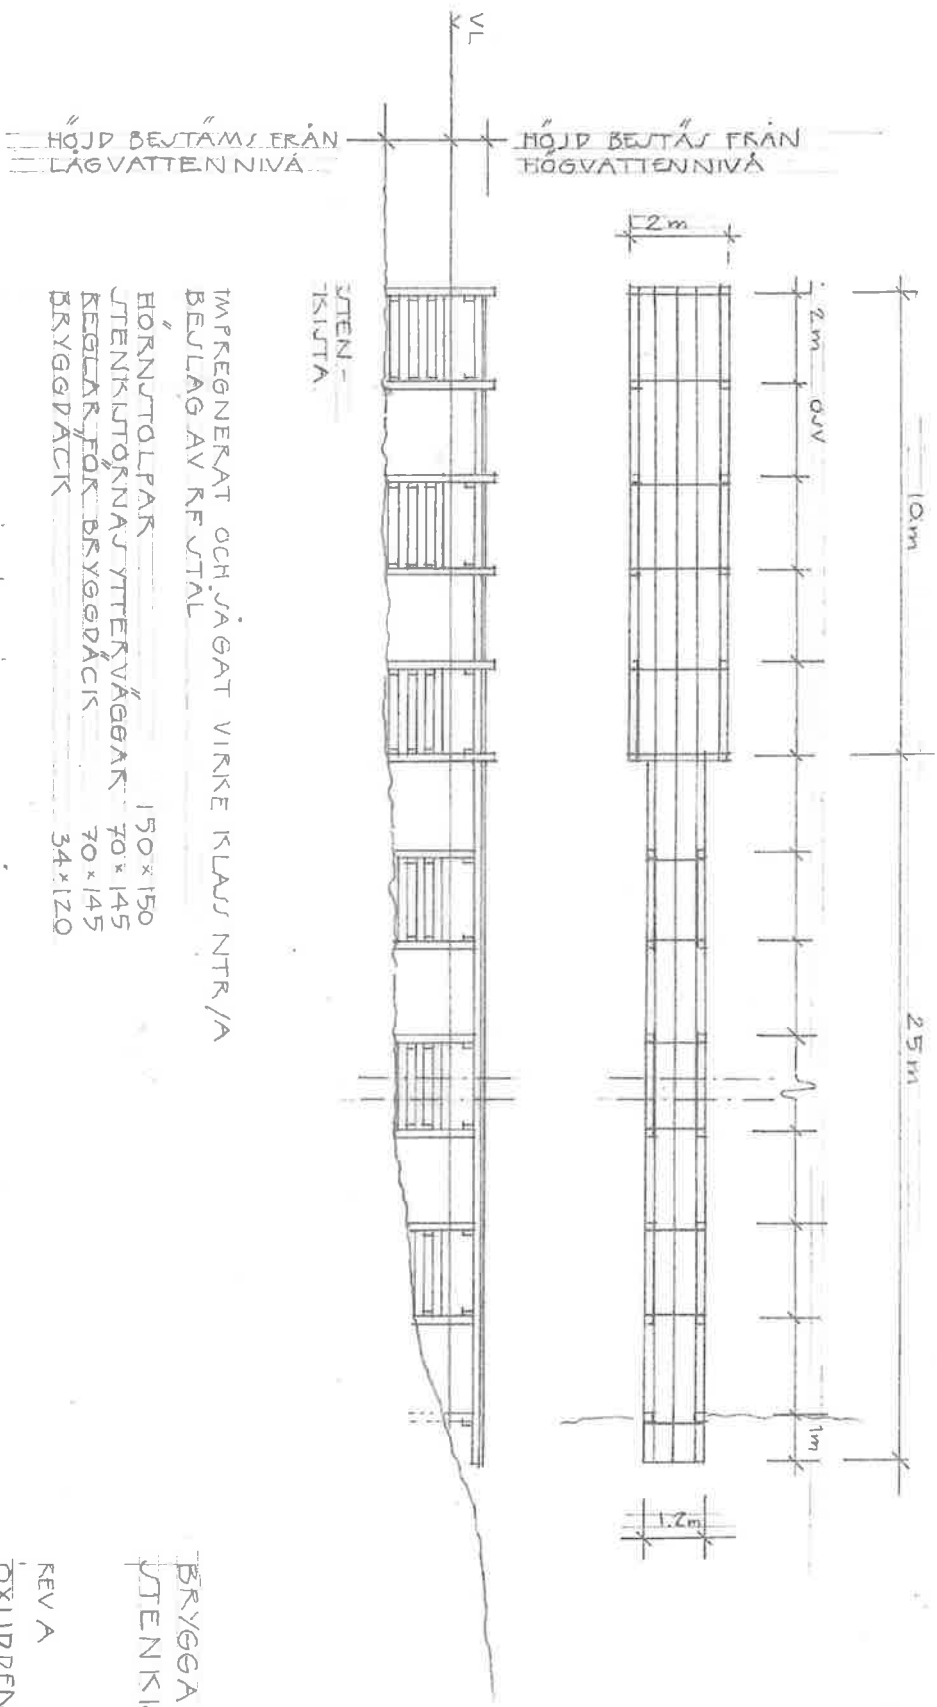 VL
HÖJD BESTÄMS FRÅN
LÅGVATTENNIVÅ
HÖJD BESTÄS FRÅN
HÖGVATTENNIVÅ
2m
2m OSV
10m
25m
1m
1.2m
STEN-
KISTA
IMPREGNERAT OCH SÅGAT VIRKE KLASS NTR/A
BESLAG AV RF STÅL
HÖRNSTOLPAR 150×150
STENKISTORNAS YTTERVÄGGAR 70×145
REGLAR FÖR BRYGGDÄCK 70×145
BRYGGDÄCK 34×120
BRYGGA
STENKI
REV A